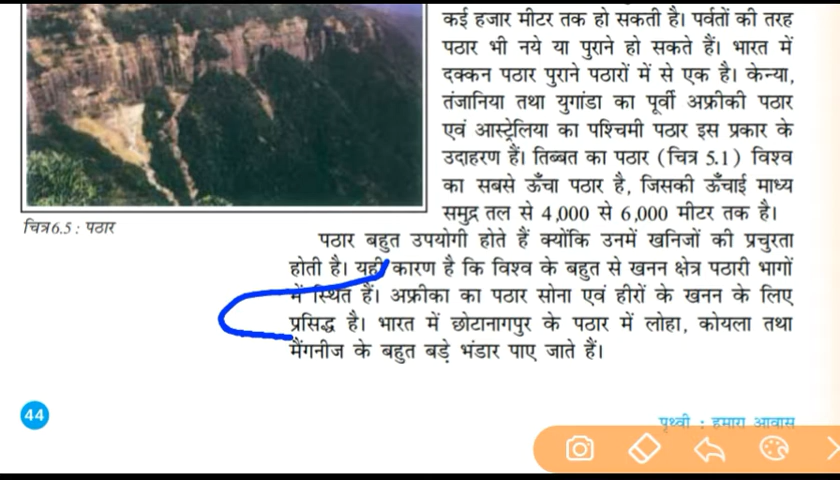 कई हजार मीटर तक हो सकती है। पर्वतों की तरह
पठार भी नये या पुराने हो सकते हैं। भारत में
दक्कन पठार पुराने पठारों में से एक है। केन्या,
तंजानिया तथा युगांडा का पूर्वी अफ्रीकी पठार
एवं आस्ट्रेलिया का पश्चिमी पठार इस प्रकार के
उदाहरण हैं। तिब्बत का पठार (चित्र 5.1) विश्व
का सबसे ऊँचा पठार है, जिसकी ऊँचाई माध्य
समुद्र तल से 4,000 से 6,000 मीटर तक है।
चित्र 6.5 : पठार
पठार बहुत उपयोगी होते हैं क्योंकि उनमें खनिजों की प्रचुरता
होती है। यही कारण है कि विश्व के बहुत से खनन क्षेत्र पठारी भागों
में स्थित हैं। अफ्रीका का पठार सोना एवं हीरों के खनन के लिए
प्रसिद्ध है। भारत में छोटानागपुर के पठार में लोहा, कोयला तथा
मैंगनीज के बहुत बड़े भंडार पाए जाते हैं।
44
पृथ्वी : हमारा आवास